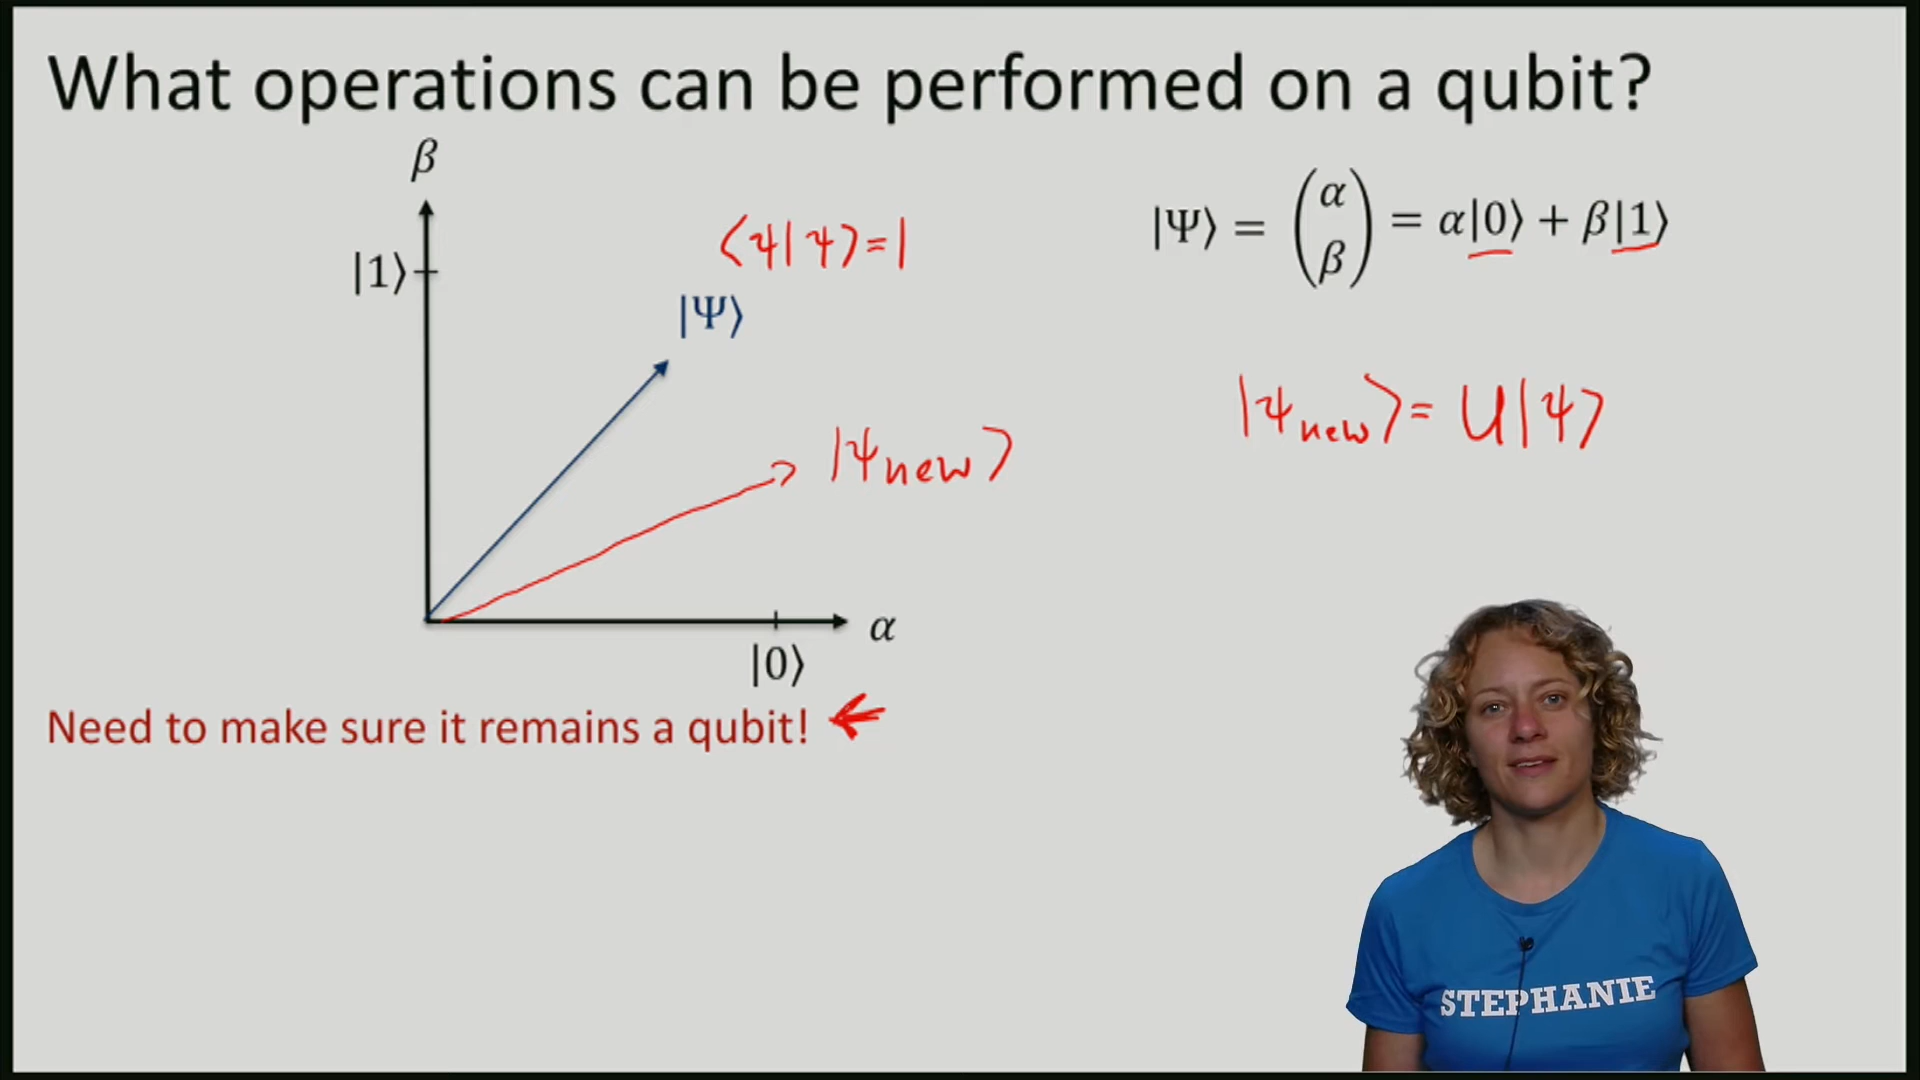 What operations can be performed on a qubit?
β
|Ψ⟩ = (α β) = α|0⟩ + β|1⟩
⟨Ψ|Ψ⟩=1
|1⟩
|Ψ⟩
|Ψnew⟩ = U|Ψ⟩
|Ψnew⟩
α
|0⟩
Need to make sure it remains a qubit!
STEPHANIE